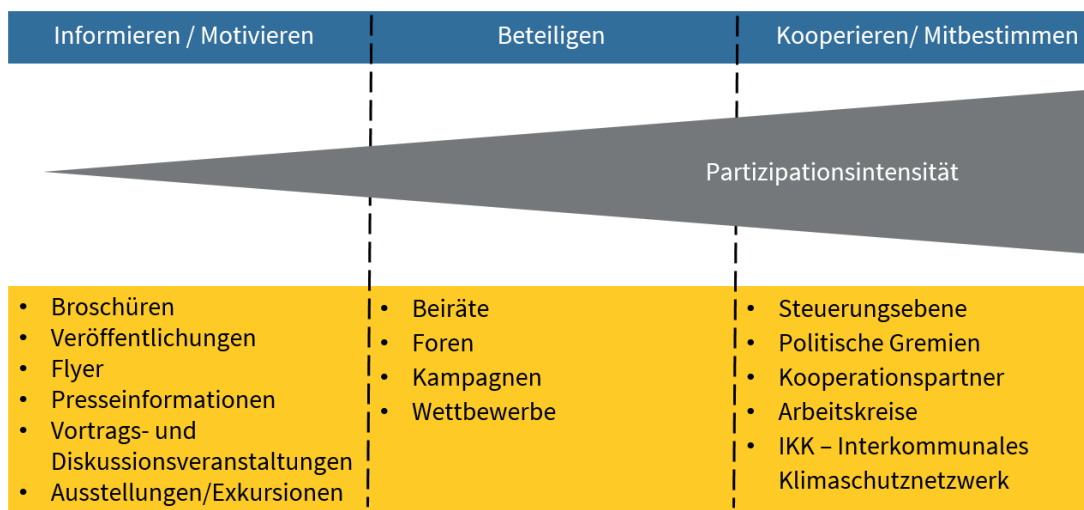 Informieren / Motivieren
Beteiligen
Kooperieren/ Mitbestimmen
Partizipationsintensität
• Broschüren
• Veröffentlichungen
• Flyer
• Presseinformationen
• Vortrags- und
Diskussionsveranstaltungen
• Ausstellungen/Exkursionen
• Beiräte
• Foren
• Kampagnen
• Wettbewerbe
• Steuerungsebene
• Politische Gremien
• Kooperationspartner
• Arbeitskreise
• IKK – Interkommunales
Klimaschutznetzwerk